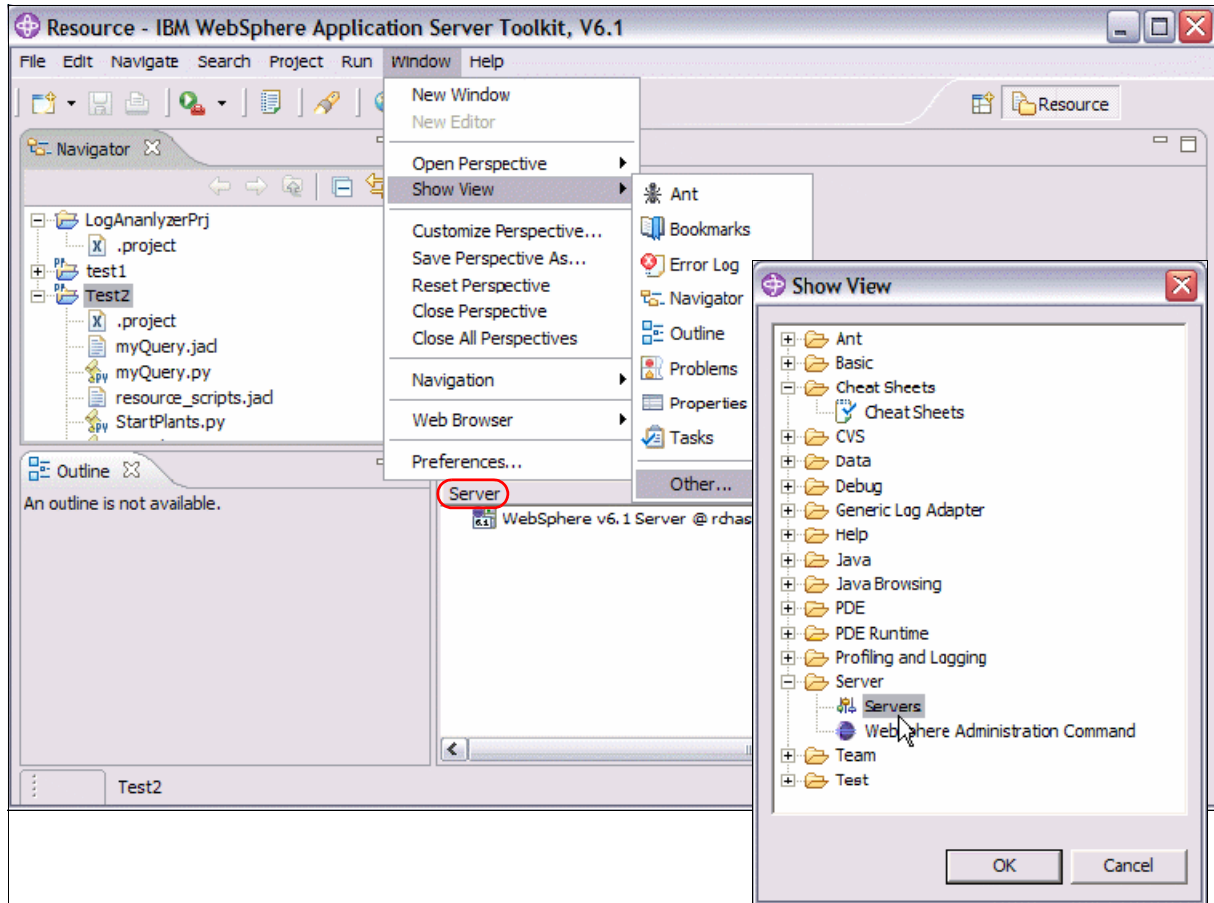 Resource - IBM WebSphere Application Server Toolkit, V6.1
File Edit Navigate Search Project Run Window Help
Resource
New Window
New Editor
Open Perspective
Show View
Customize Perspective...
Save Perspective As...
Reset Perspective
Close Perspective
Close All Perspectives
Navigation
Web Browser
Preferences...
Ant
Bookmarks
Error Log
Navigator
Outline
Problems
Properties
Tasks
Other...
Navigator
LogAnanlyzerPrj
.project
test1
Test2
.project
myQuery.jacl
myQuery.py
resource_scripts.jacl
StartPlants.py
Outline
An outline is not available.
Server
WebSphere v6.1 Server @ rchas
Test2
Show View
Ant
Basic
Cheat Sheets
Cheat Sheets
CVS
Data
Debug
Generic Log Adapter
Help
Java
Java Browsing
PDE
PDE Runtime
Profiling and Logging
Server
Servers
WebSphere Administration Command
Team
Test
OK Cancel